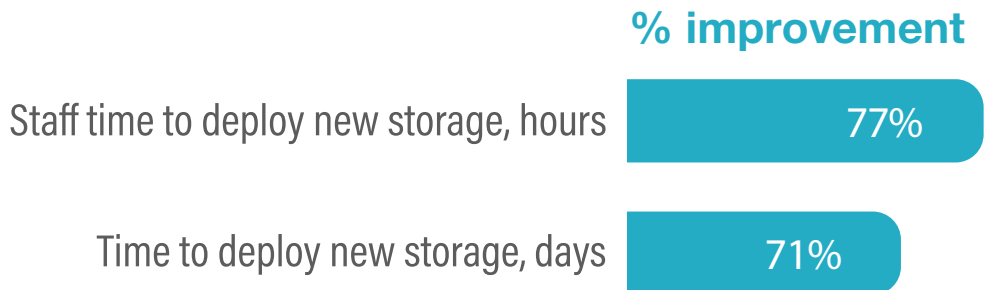 % improvement
Staff time to deploy new storage, hours 77%
Time to deploy new storage, days 71%